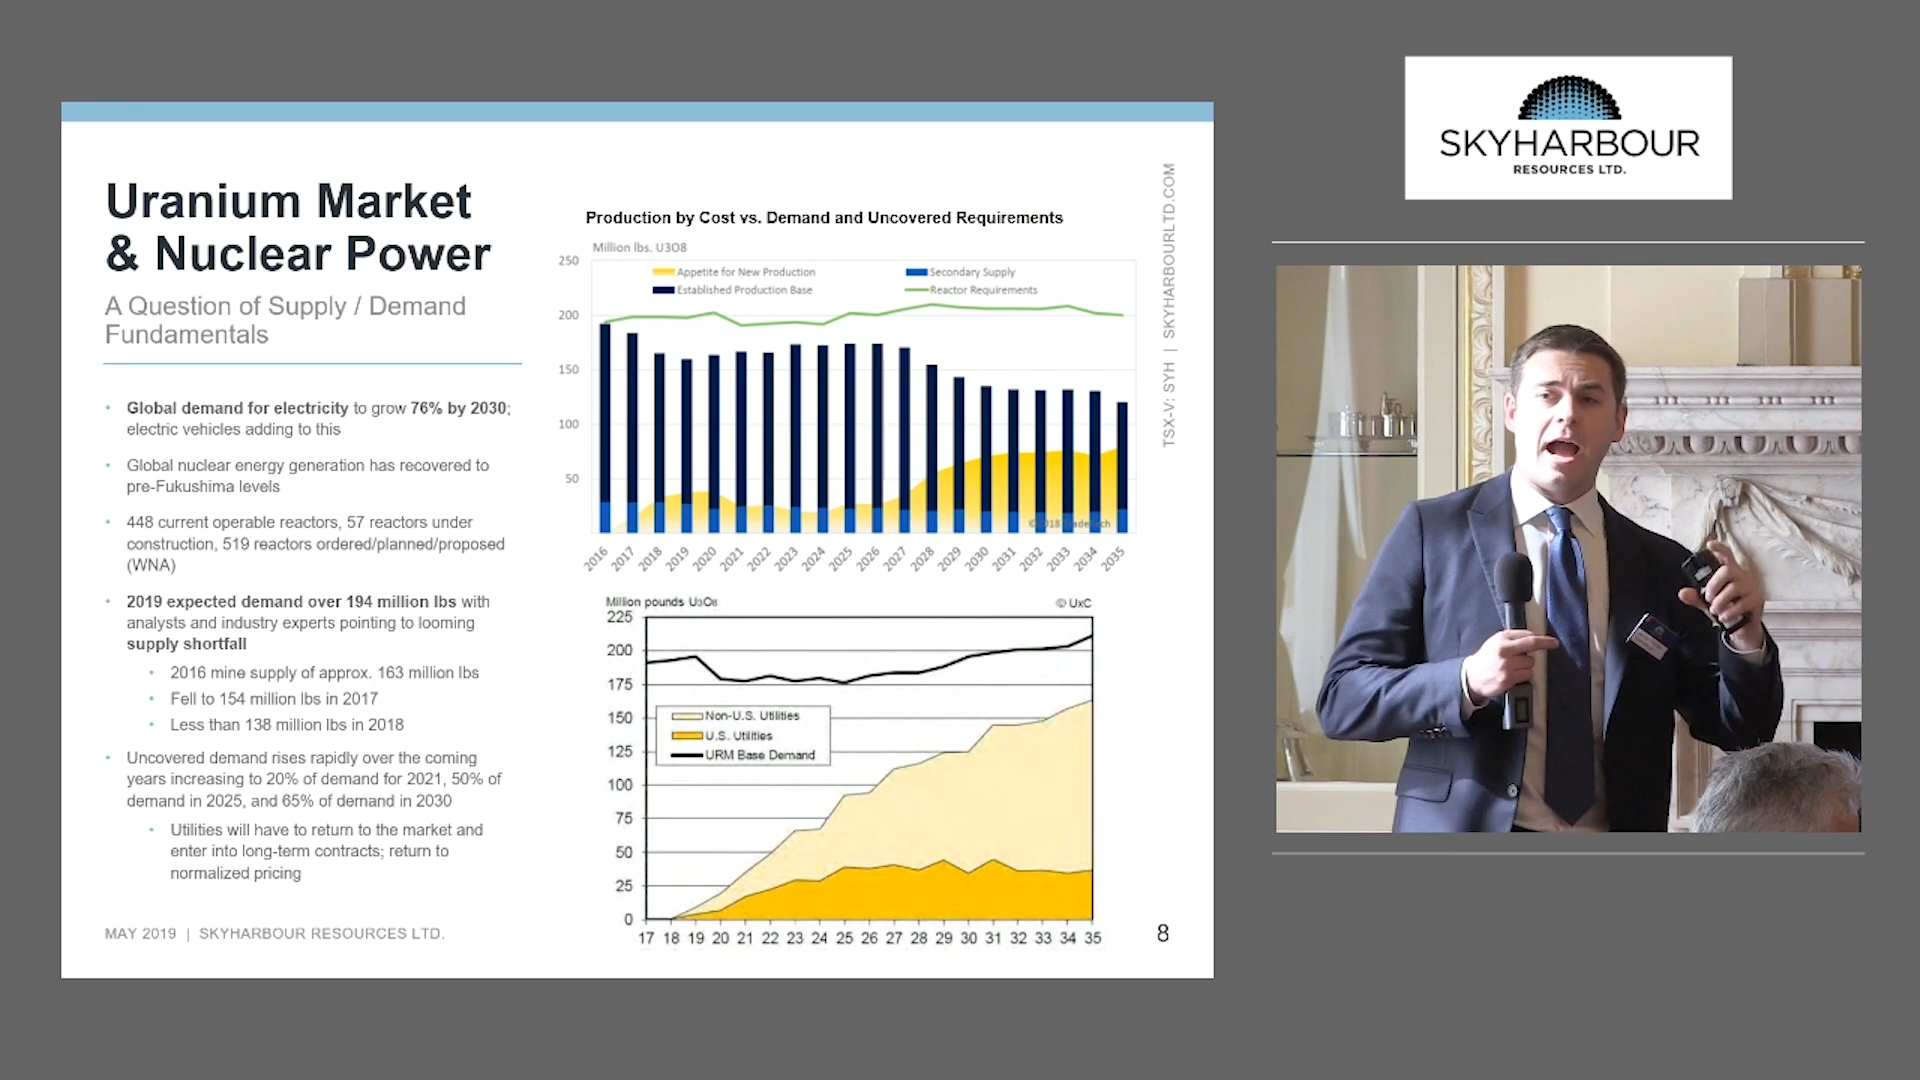 Uranium Market
& Nuclear Power
A Question of Supply / Demand
Fundamentals
• Global demand for electricity to grow 76% by 2030;
electric vehicles adding to this
• Global nuclear energy generation has recovered to
pre-Fukushima levels
• 448 current operable reactors, 57 reactors under
construction, 519 reactors ordered/planned/proposed
(WNA)
• 2019 expected demand over 194 million lbs with
analysts and industry experts pointing to looming
supply shortfall
• 2016 mine supply of approx. 163 million lbs
• Fell to 154 million lbs in 2017
• Less than 138 million lbs in 2018
• Uncovered demand rises rapidly over the coming
years increasing to 20% of demand for 2021, 50% of
demand in 2025, and 65% of demand in 2030
• Utilities will have to return to the market and
enter into long-term contracts; return to
normalized pricing
MAY 2019 | SKYHARBOUR RESOURCES LTD.
Production by Cost vs. Demand and Uncovered Requirements
Million lbs. U3O8
250
200
150
100
50
Appetite for New Production
Secondary Supply
Established Production Base
Reactor Requirements
©2018 TradeTech
2016 2017 2018 2019 2020 2021 2022 2023 2024 2025 2026 2027 2028 2029 2030 2031 2032 2033 2034 2035
Million pounds U3O8
© UxC
225
200
175
150
125
100
75
50
25
0
Non-U.S. Utilities
U.S. Utilities
URM Base Demand
17 18 19 20 21 22 23 24 25 26 27 28 29 30 31 32 33 34 35
8
TSX-V: SYH | SKYHARBOURLTD.COM
SKYHARBOUR
RESOURCES LTD.